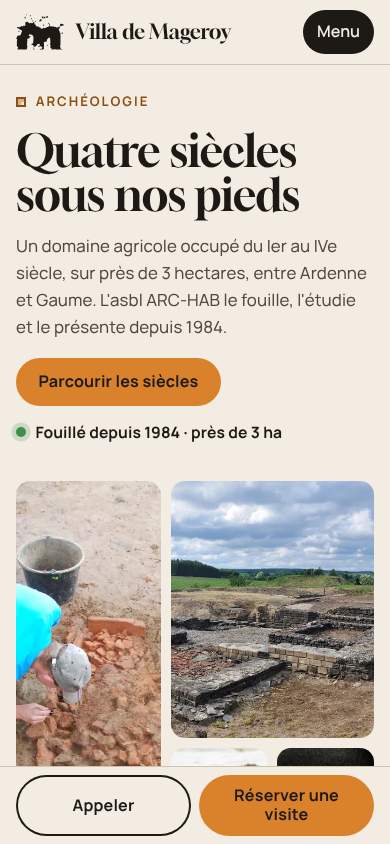 Villa de Mageroy
Menu
ARCHÉOLOGIE
Quatre siècles
sous nos pieds
Un domaine agricole occupé du Ier au IVe
siècle, sur près de 3 hectares, entre Ardenne
et Gaume. L'asbl ARC-HAB le fouille, l'étudie
et le présente depuis 1984.
Parcourir les siècles
Fouillé depuis 1984 · près de 3 ha
Appeler
Réserver une
visite